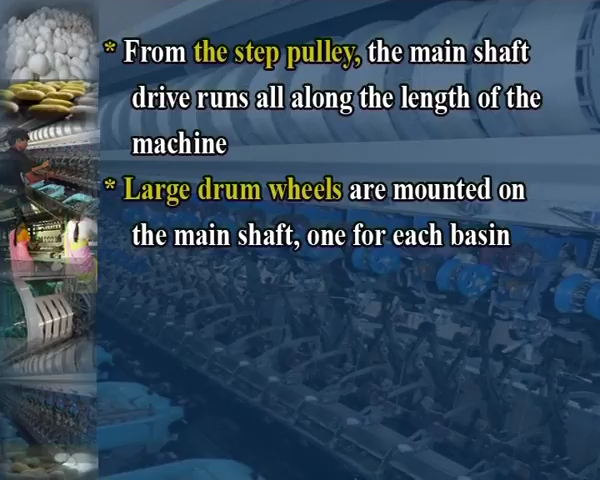 * From the step pulley, the main shaft
drive runs all along the length of the
machine
* Large drum wheels are mounted on
the main shaft, one for each basin